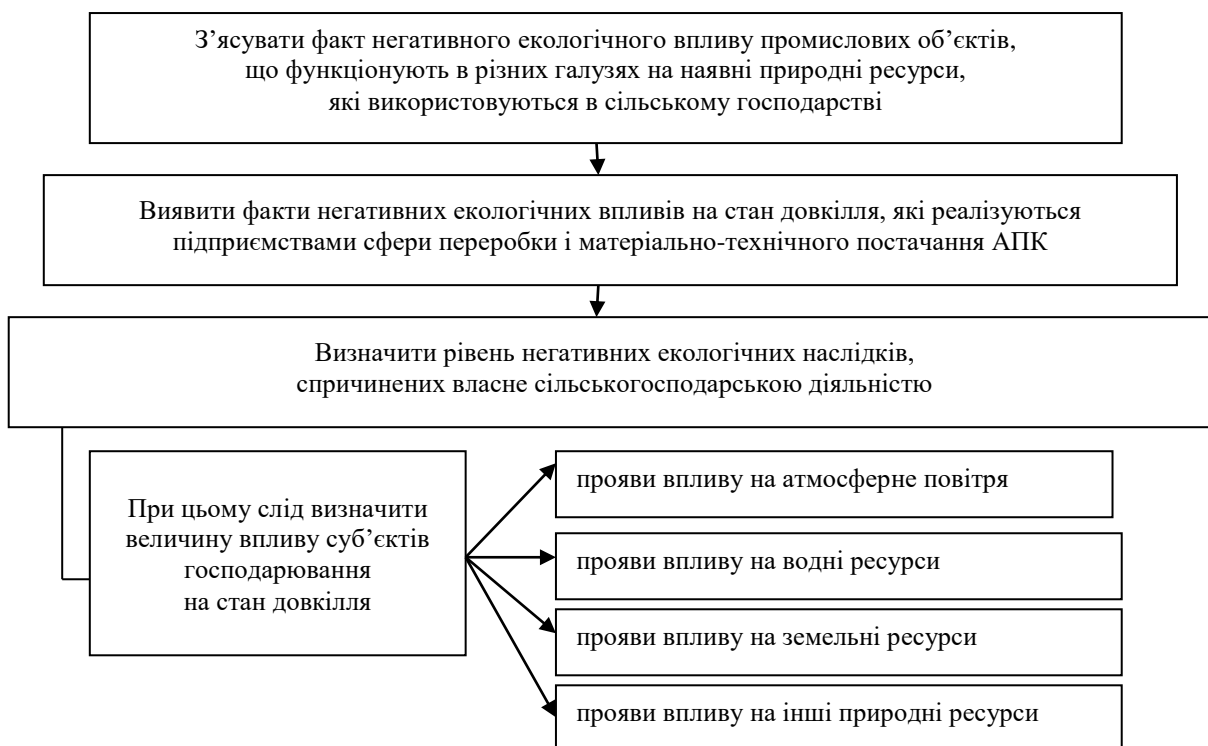 З’ясувати факт негативного екологічного впливу промислових об’єктів,
що функціонують в різних галузях на наявні природні ресурси,
які використовуються в сільському господарстві
Виявити факти негативних екологічних впливів на стан довкілля, які реалізуються
підприємствами сфери переробки і матеріально-технічного постачання АПК
Визначити рівень негативних екологічних наслідків,
спричинених власне сільськогосподарською діяльністю
При цьому слід визначити
величину впливу суб’єктів
господарювання
на стан довкілля
прояви впливу на атмосферне повітря
прояви впливу на водні ресурси
прояви впливу на земельні ресурси
прояви впливу на інші природні ресурси